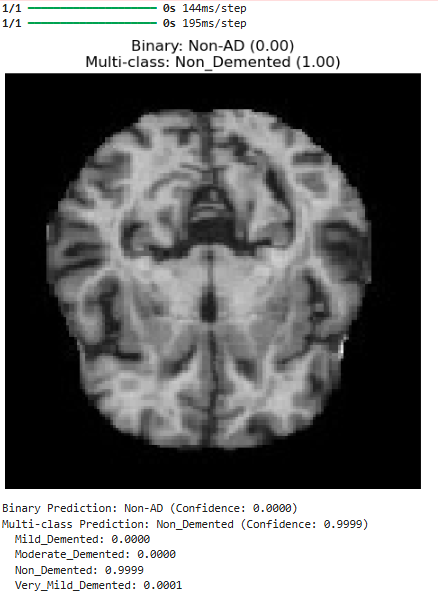 1/1 ━━━━━━━━━━━━━━━━━━━━ 0s 144ms/step
1/1 ━━━━━━━━━━━━━━━━━━━━ 0s 195ms/step
Binary: Non-AD (0.00)
Multi-class: Non_Demented (1.00)
Binary Prediction: Non-AD (Confidence: 0.0000)
Multi-class Prediction: Non_Demented (Confidence: 0.9999)
Mild_Demented: 0.0000
Moderate_Demented: 0.0000
Non_Demented: 0.9999
Very_Mild_Demented: 0.0001